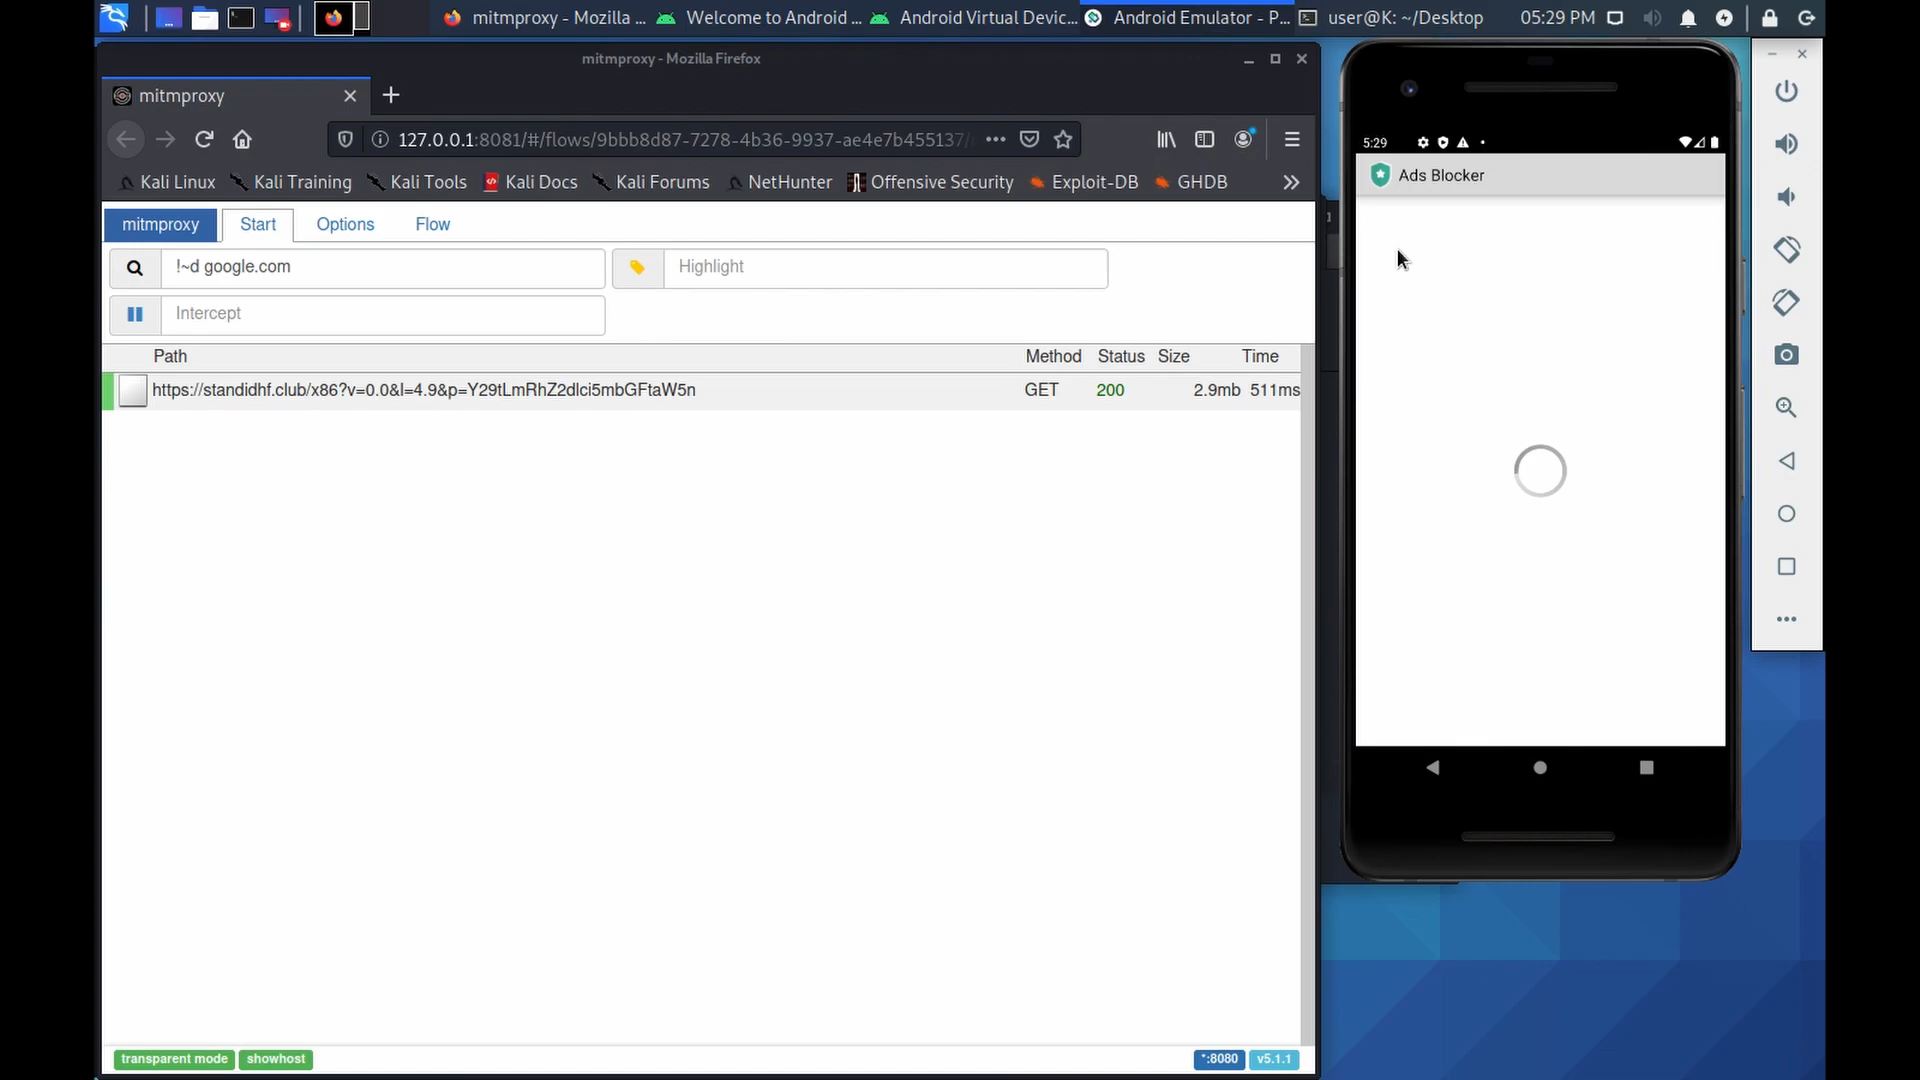 mitmproxy - Mozilla ...
Welcome to Android ...
Android Virtual Devic...
Android Emulator - P...
user@K: ~/Desktop
05:29 PM
mitmproxy - Mozilla Firefox
mitmproxy
127.0.0.1:8081/#/flows/9bbb8d87-7278-4b36-9937-ae4e7b455137/
Kali Linux
Kali Training
Kali Tools
Kali Docs
Kali Forums
NetHunter
Offensive Security
Exploit-DB
GHDB
mitmproxy
Start
Options
Flow
!~d google.com
Highlight
Intercept
Path Method Status Size Time
https://standidhf.club/x86?v=0.0&l=4.9&p=Y29tLmRhZ2dlci5mbGFtaW5n GET 200 2.9mb 511ms
transparent mode
showhost
*:8080
v5.1.1
5:29
Ads Blocker